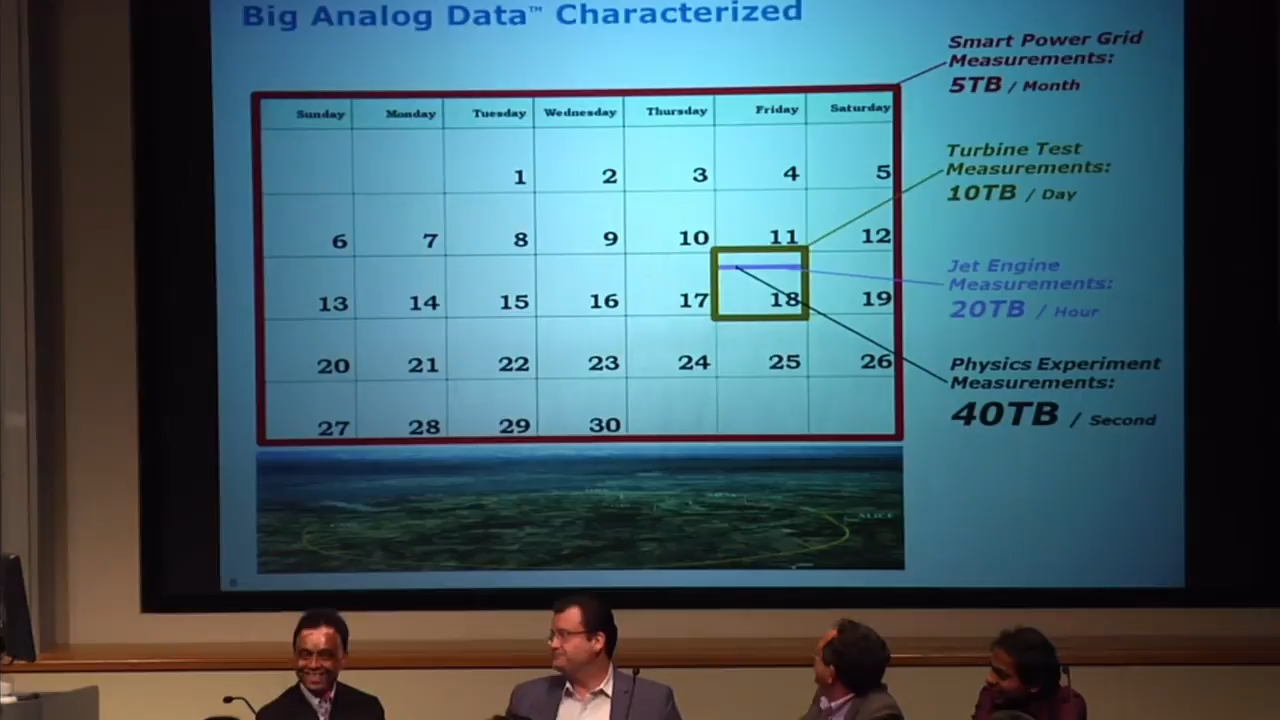 Big Analog Data™ Characterized
Smart Power Grid
Measurements:
5TB / Month
Sunday Monday Tuesday Wednesday Thursday Friday Saturday
1 2 3 4 5
6 7 8 9 10 11 12
13 14 15 16 17 18 19
20 21 22 23 24 25 26
27 28 29 30
Turbine Test
Measurements:
10TB / Day
Jet Engine
Measurements:
20TB / Hour
Physics Experiment
Measurements:
40TB / Second
ALICE